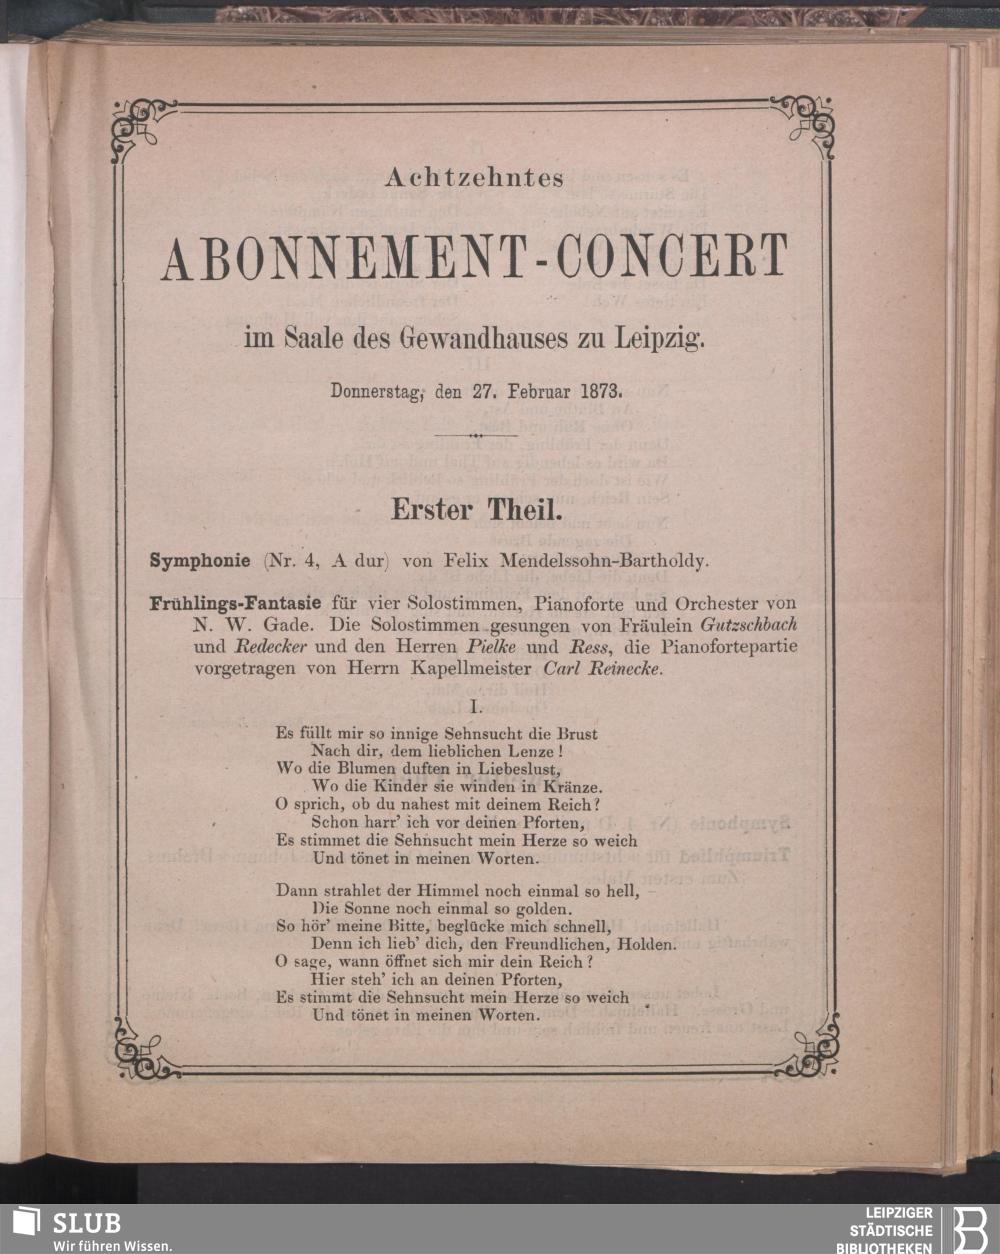 Achtzehntes
ABONNEMENT-CONCERT
im Saale des Gewandhauses zu Leipzig.
Donnerstag, den 27. Februar 1873.
Erster Theil.
Symphonie (Nr. 4, A dur) von Felix Mendelssohn-Bartholdy.
Frühlings-Fantasie für vier Solostimmen, Pianoforte und Orchester von
N. W. Gade. Die Solostimmen gesungen von Fräulein Gutzschbach
und Redecker und den Herren Pielke und Ress, die Pianofortepartie
vorgetragen von Herrn Kapellmeister Carl Reinecke.
I.
Es füllt mir so innige Sehnsucht die Brust
Nach dir, dem lieblichen Lenze!
Wo die Blumen duften in Liebeslust,
Wo die Kinder sie winden in Kränze.
O sprich, ob du nahest mit deinem Reich?
Schon harr' ich vor deinen Pforten,
Es stimmet die Sehnsucht mein Herze so weich
Und tönet in meinen Worten.
Dann strahlet der Himmel noch einmal so hell,
Die Sonne noch einmal so golden.
So hör' meine Bitte, beglücke mich schnell,
Denn ich lieb' dich, den Freundlichen, Holden.
O sage, wann öffnet sich mir dein Reich?
Hier steh' ich an deinen Pforten,
Es stimmt die Sehnsucht mein Herze so weich
Und tönet in meinen Worten.
SLUB
Wir führen Wissen.
LEIPZIGER
STÄDTISCHE
BIBLIOTHEKEN